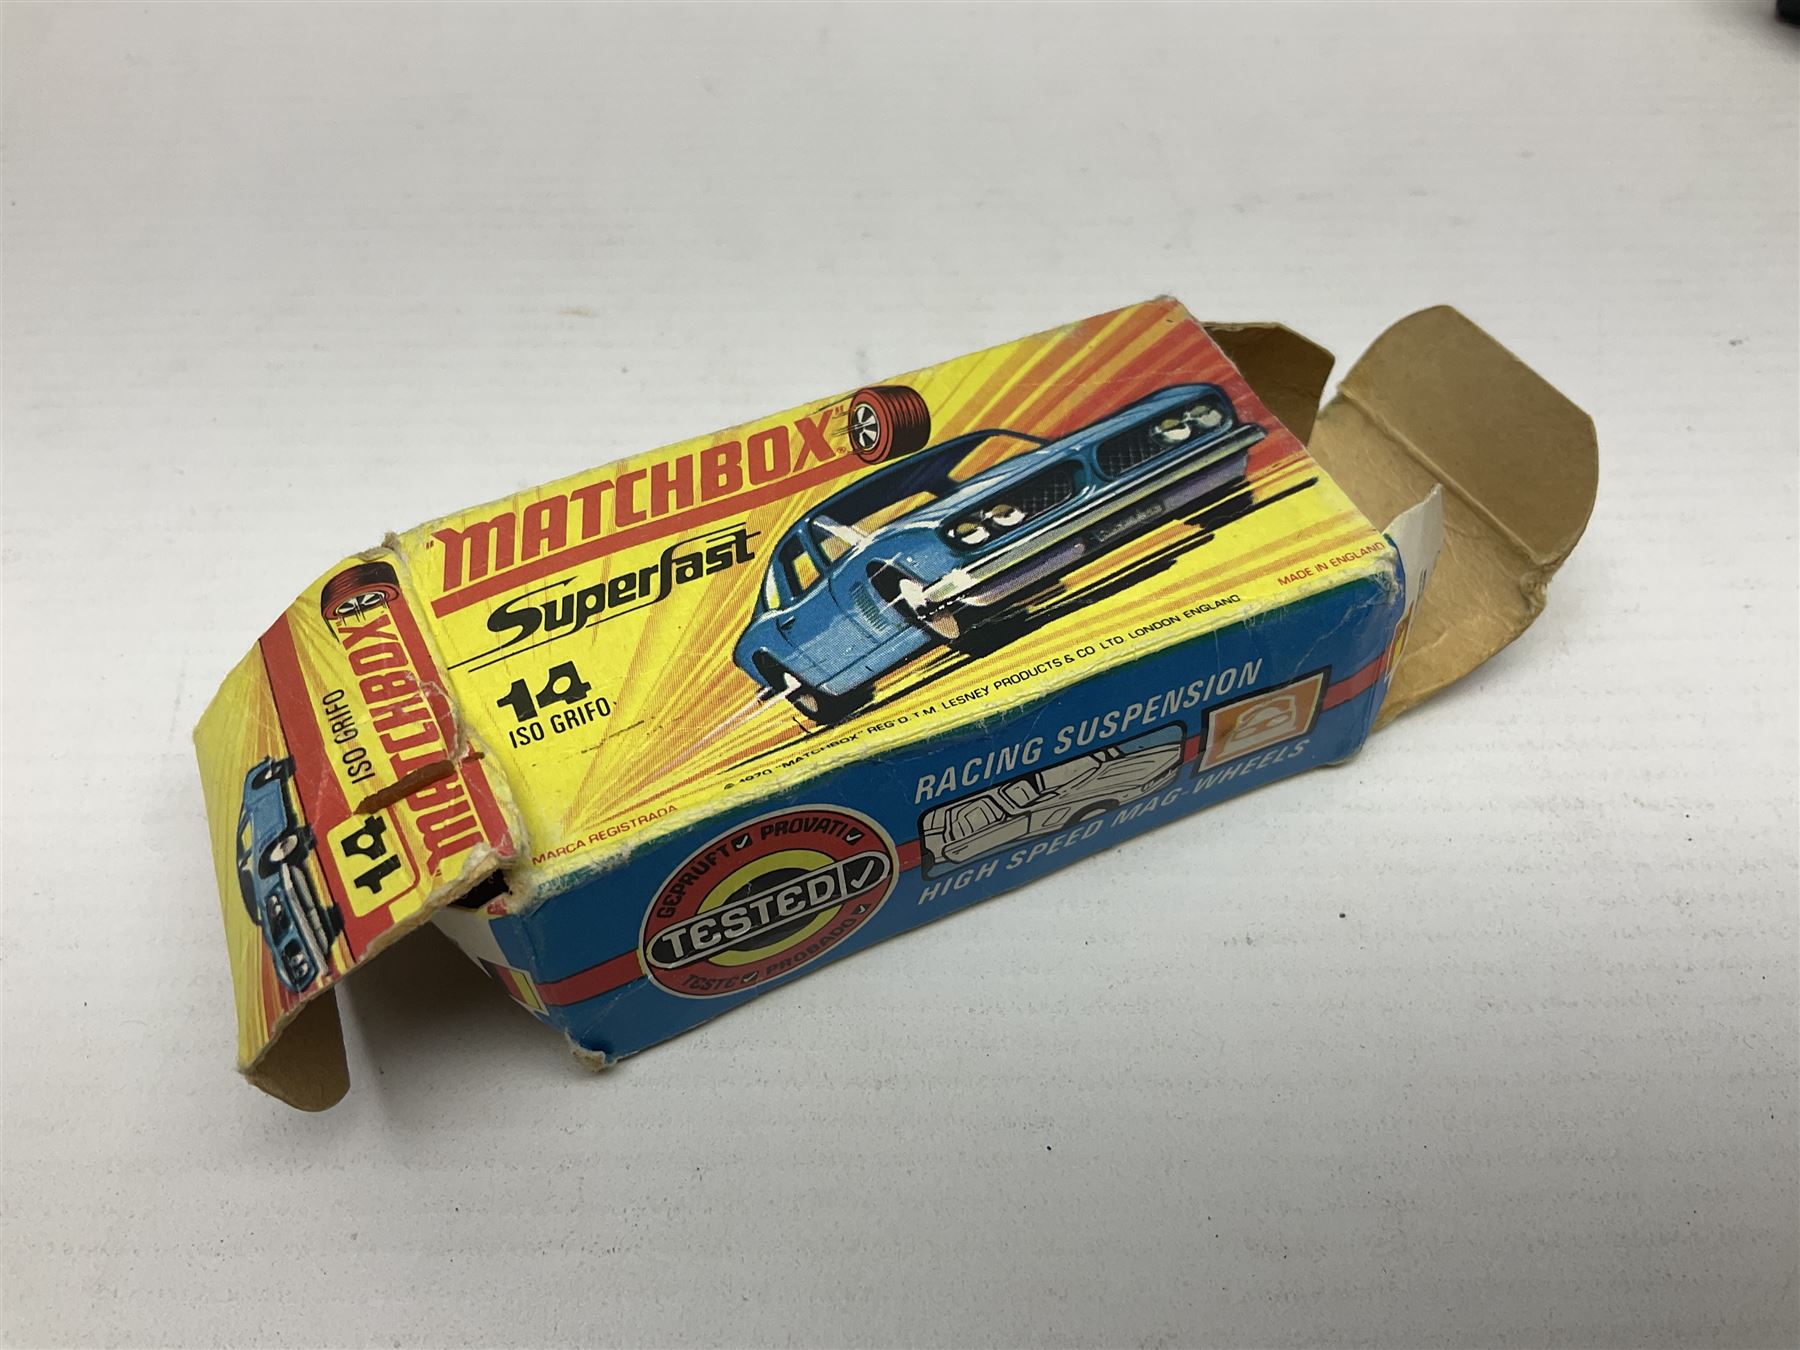 "MATCHBOX"
Superfast
14
ISO GRIFO
© 1970 "MATCHBOX" REG'D. T.M. LESNEY PRODUCTS & CO LTD LONDON ENGLAND
MARCA REGISTRADA
MADE IN ENGLAND
RACING SUSPENSION
HIGH SPEED MAG-WHEELS
GEPRÜFT PROVATI
TESTED
TESTÉ PROBADO
"MATCHBOX
ISO GRIFO
14